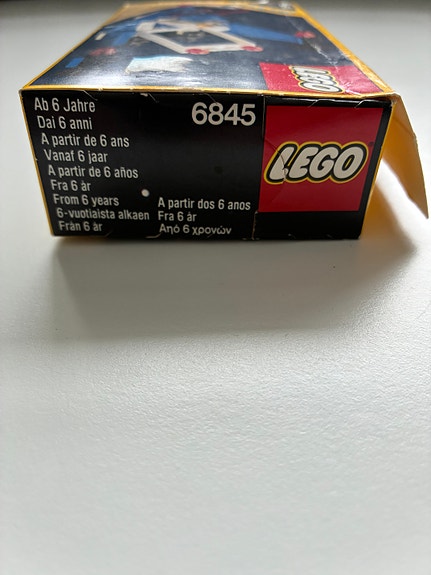 LEGO
Ab 6 Jahre
Dai 6 anni
A partir de 6 ans
Vanaf 6 jaar
A partir de 6 años
Fra 6 år
From 6 years
6-vuotiaista alkaen
Från 6 år
6845
LEGO
A partir dos 6 anos
Fra 6 år
Από 6 χρονών